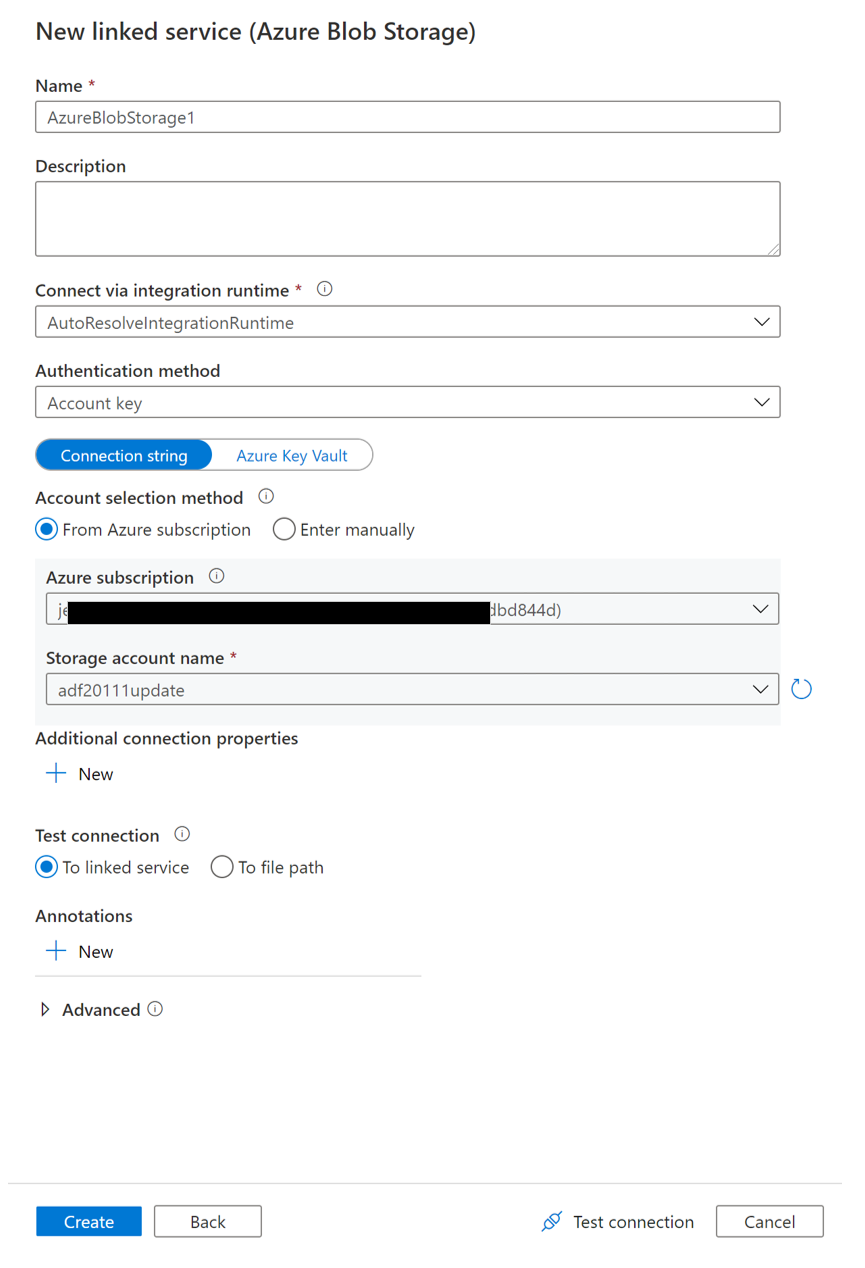 New linked service (Azure Blob Storage)
Name *
AzureBlobStorage1
Description
Connect via integration runtime *
AutoResolveIntegrationRuntime
Authentication method
Account key
Connection string Azure Key Vault
Account selection method
From Azure subscription Enter manually
Azure subscription
je dbd844d)
Storage account name *
adf20111update
Additional connection properties
New
Test connection
To linked service To file path
Annotations
New
Advanced
Create Back Test connection Cancel